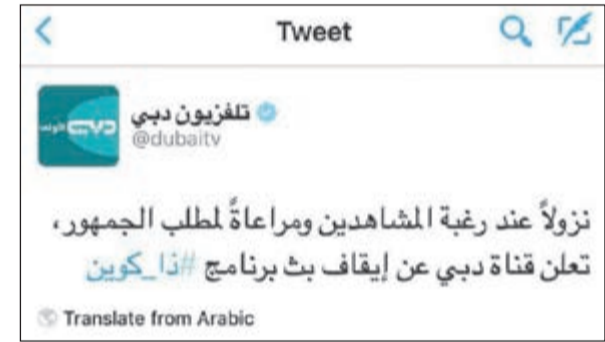 Tweet
تلفزيون دبي
@dubaitv
نزولاً عند رغبة المشاهدين ومراعاةً لمطلب الجمهور،
تعلن قناة دبي عن إيقاف بث برنامج #ذا_كوين
Translate from Arabic